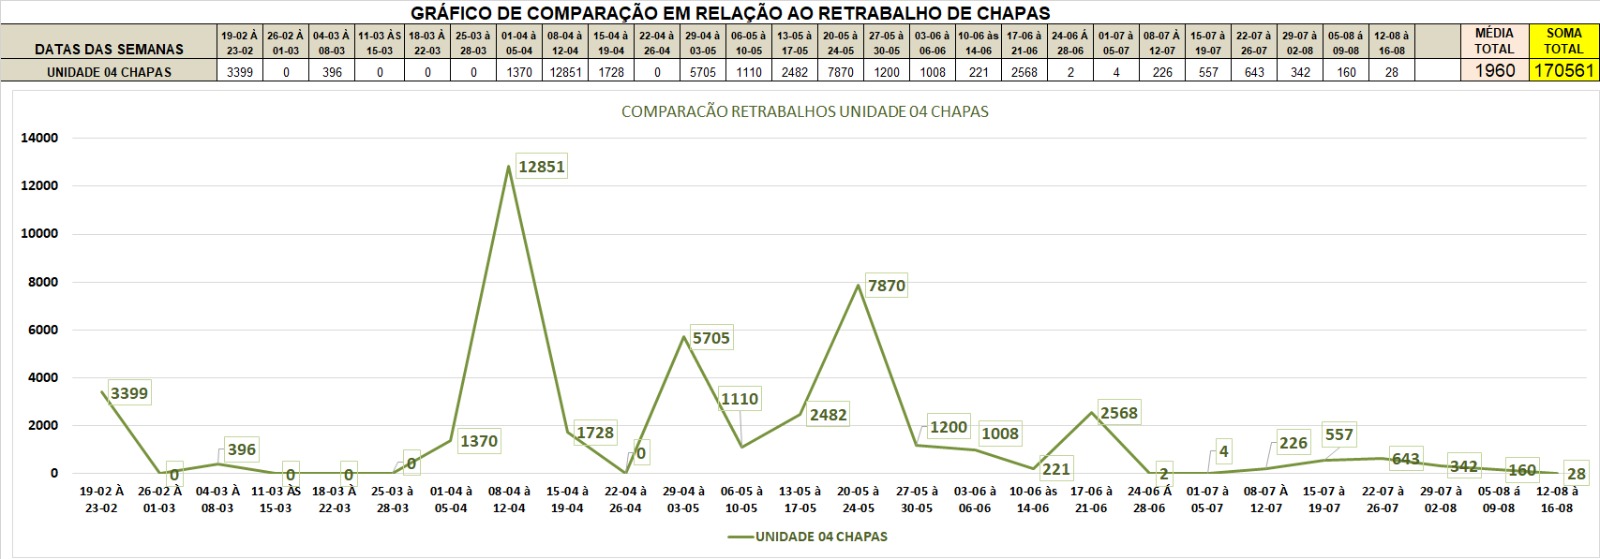 GRÁFICO DE COMPARAÇÃO EM RELAÇÃO AO RETRABALHO DE CHAPAS
DATAS DAS SEMANAS 19-02 À 23-02 26-02 À 01-03 04-03 À 08-03 11-03 ÀS 15-03 18-03 À 22-03 25-03 à 28-03 01-04 à 05-04 08-04 à 12-04 15-04 à 19-04 22-04 à 26-04 29-04 à 03-05 06-05 à 10-05 13-05 à 17-05 20-05 à 24-05 27-05 à 30-05 03-06 à 06-06 10-06 às 14-06 17-06 à 21-06 24-06 Á 28-06 01-07 à 05-07 08-07 À 12-07 15-07 à 19-07 22-07 à 26-07 29-07 à 02-08 05-08 á 09-08 12-08 à 16-08 MÉDIA TOTAL SOMA TOTAL
UNIDADE 04 CHAPAS 3399 0 396 0 0 0 1370 12851 1728 0 5705 1110 2482 7870 1200 1008 221 2568 2 4 226 557 643 342 160 28 1960 170561
COMPARACÃO RETRABALHOS UNIDADE 04 CHAPAS
14000
12000
10000
8000
6000
4000
2000
0
3399 0 396 0 0 0 1370 12851 1728 0 5705 1110 2482 7870 1200 1008 221 2568 2 4 226 557 643 342 160 28
19-02 À 26-02 À 04-03 À 11-03 ÀS 18-03 À 25-03 à 01-04 à 08-04 à 15-04 à 22-04 à 29-04 à 06-05 à 13-05 à 20-05 à 27-05 à 03-06 à 10-06 às 17-06 à 24-06 Á 01-07 à 08-07 À 15-07 à 22-07 à 29-07 à 05-08 á 12-08 à
23-02 01-03 08-03 15-03 22-03 28-03 05-04 12-04 19-04 26-04 03-05 10-05 17-05 24-05 30-05 06-06 14-06 21-06 28-06 05-07 12-07 19-07 26-07 02-08 09-08 16-08
UNIDADE 04 CHAPAS